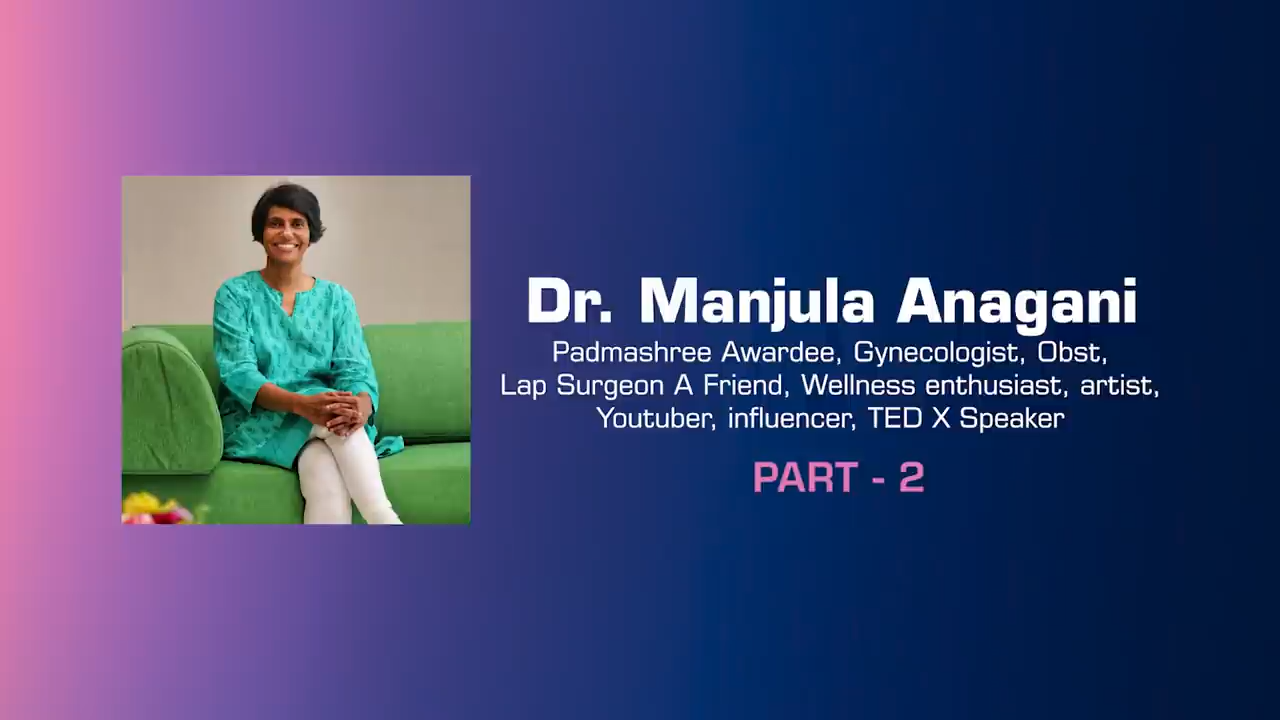 Dr. Manjula Anagani
Padmashree Awardee, Gynecologist, Obst,
Lap Surgeon A Friend, Wellness enthusiast, artist,
Youtuber, influencer, TED X Speaker
PART - 2